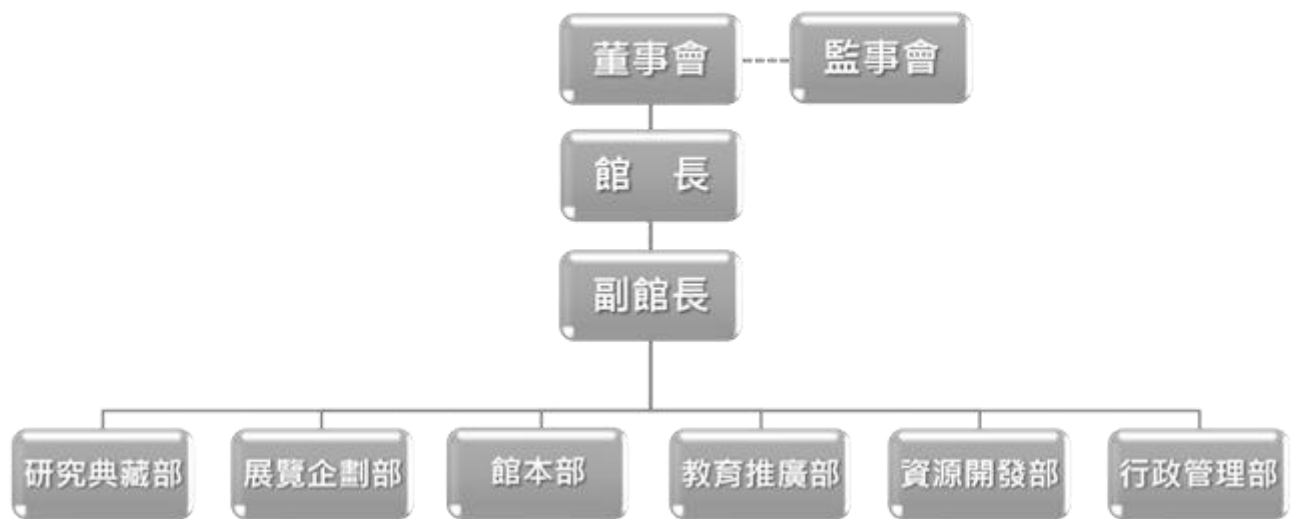 董事會
監事會
館　長
副館長
研究典藏部
展覽企劃部
館本部
教育推廣部
資源開發部
行政管理部